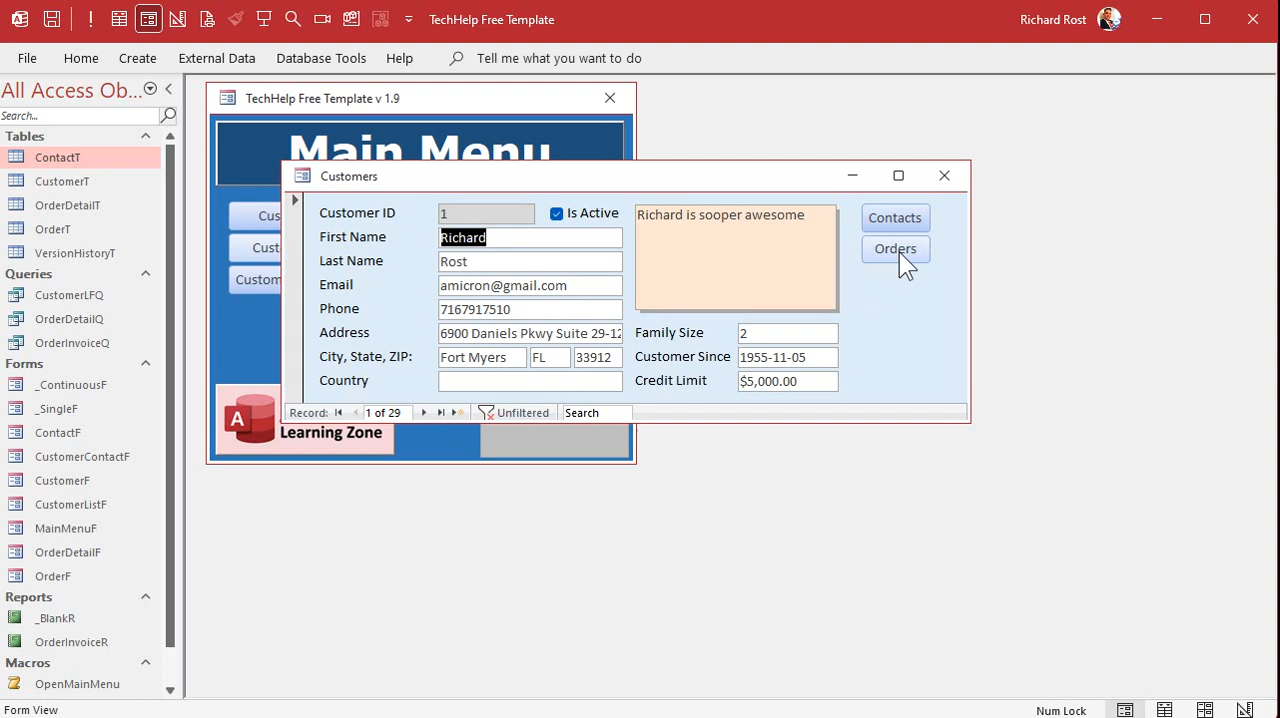 TechHelp Free Template
Richard Rost
File Home Create External Data Database Tools Help Tell me what you want to do
All Access Ob...
Search...
Tables
ContactT
CustomerT
OrderDetailT
OrderT
VersionHistoryT
Queries
CustomerLFQ
OrderDetailQ
OrderInvoiceQ
Forms
_ContinuousF
_SingleF
ContactF
CustomerContactF
CustomerF
CustomerListF
MainMenuF
OrderDetailF
OrderF
Reports
_BlankR
OrderInvoiceR
Macros
OpenMainMenu
TechHelp Free Template v 1.9
Main Menu
Cus
Cust
Custom
A
Learning Zone
Customers
Customer ID 1 Is Active
First Name Richard
Last Name Rost
Email amicron@gmail.com
Phone 7167917510
Address 6900 Daniels Pkwy Suite 29-12
City, State, ZIP: Fort Myers FL 33912
Country
Richard is sooper awesome
Family Size 2
Customer Since 1955-11-05
Credit Limit $5,000.00
Contacts
Orders
Record: 1 of 29 Unfiltered Search
Form View
Num Lock